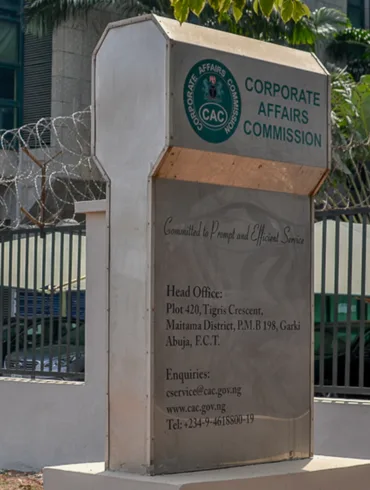 CORPORATE AFFAIRS COMMISSION
CAC
CORPORATE
AFFAIRS
COMMISSION
Committed to Prompt and Efficient Service
Head Office:
Plot 420, Tigris Crescent,
Maitama District, P.M.B 198, Garki
Abuja, F.C.T.
Enquiries:
cservice@cac.gov.ng
www.cac.gov.ng
Tel: +234-9-4618800-19